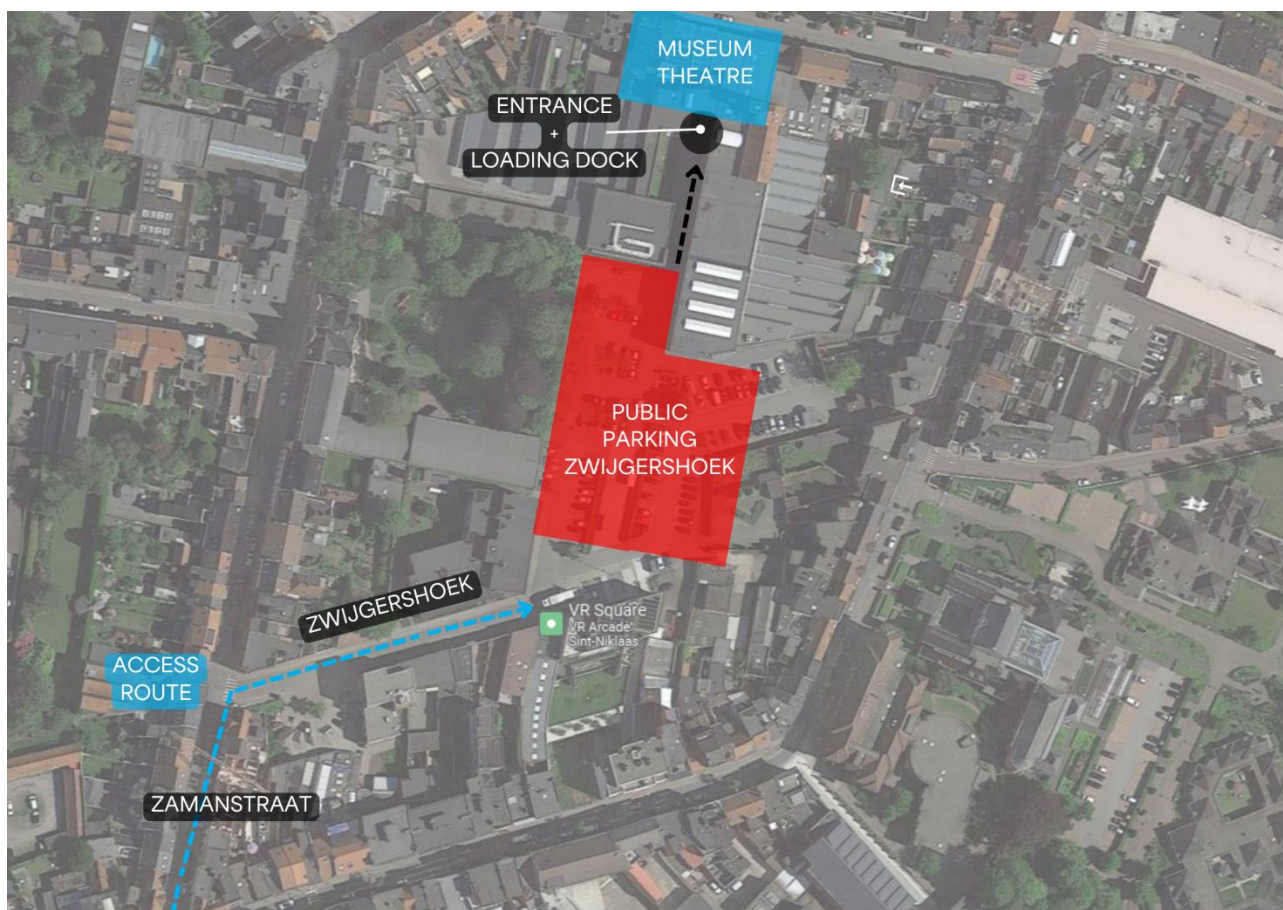 MUSEUM
THEATRE
ENTRANCE
+
LOADING DOCK
PUBLIC
PARKING
ZWIJGERSHOEK
ZWIJGERSHOEK
VR Square
'VR Arcade'
Sint-Niklaas
ACCESS
ROUTE
ZAMANSTRAAT